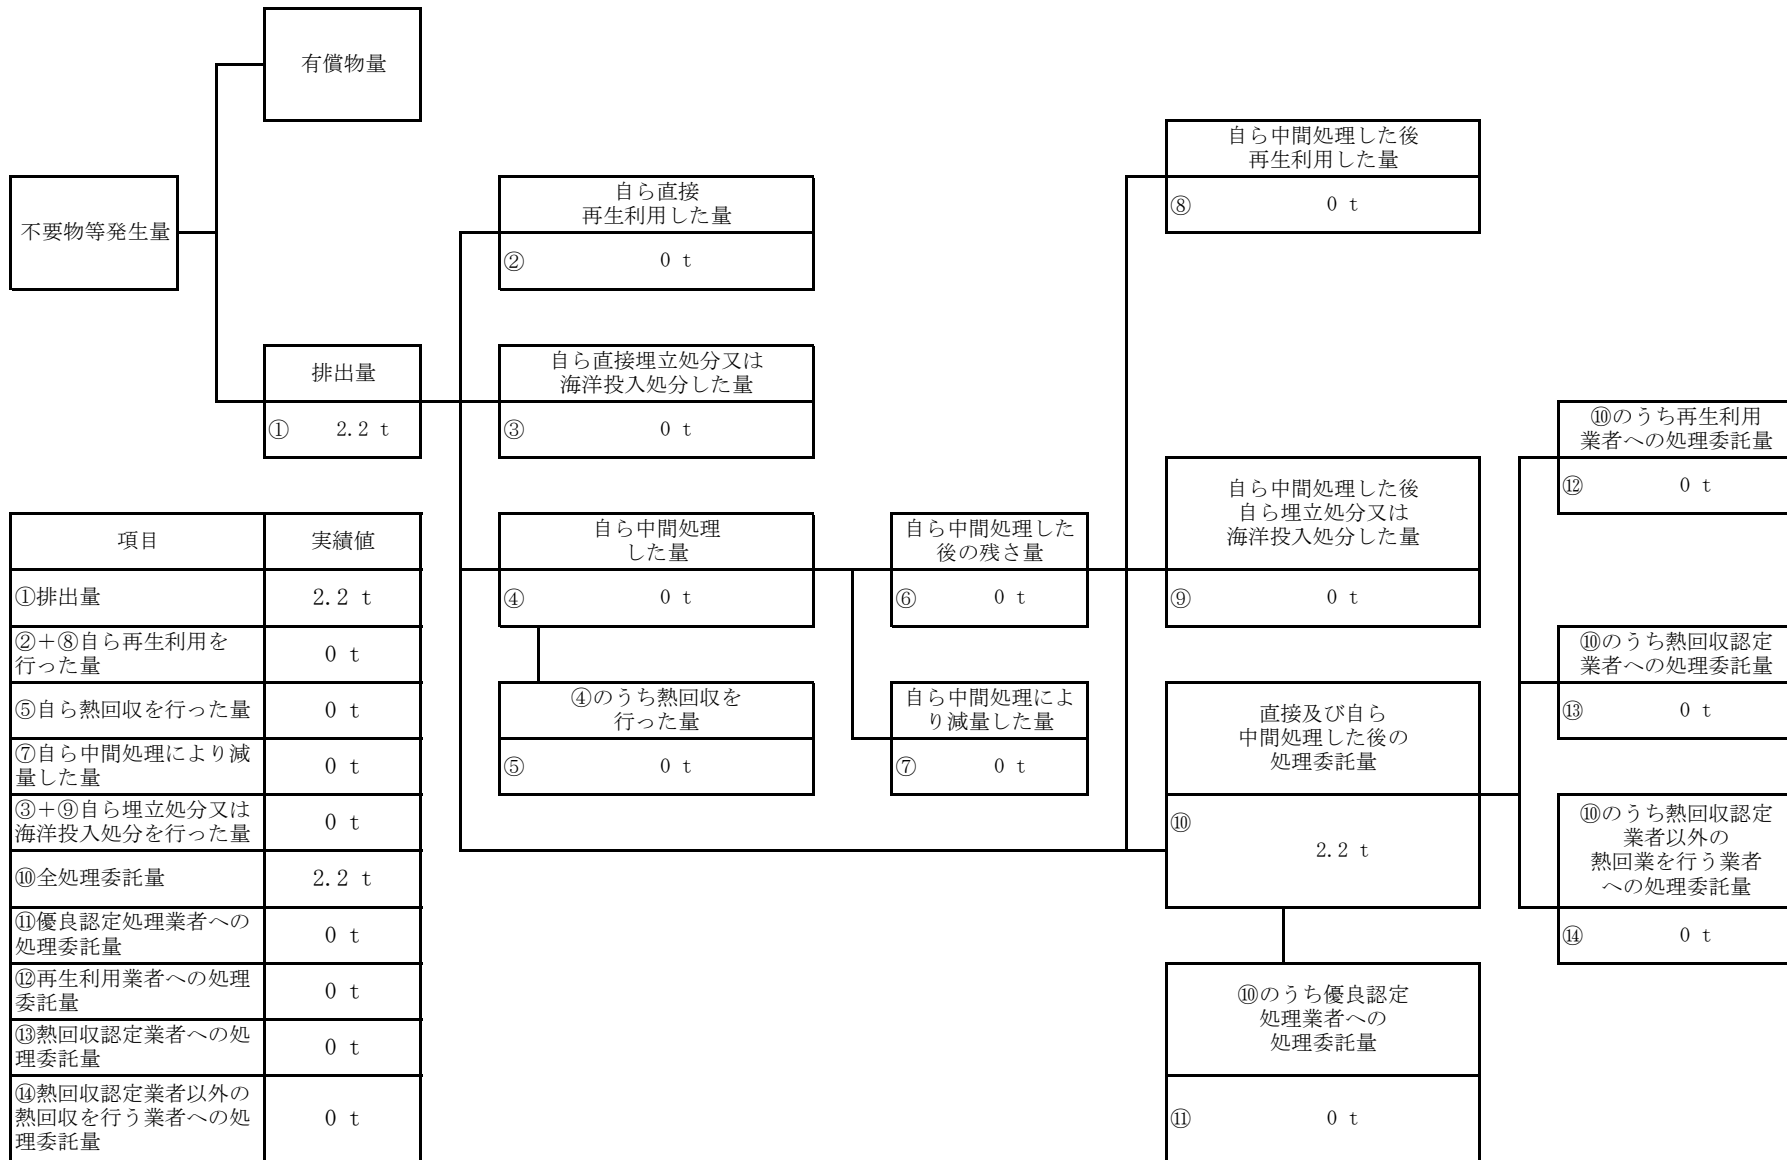 有償物量
不要物等発生量
排出量
① 2.2 t
自ら直接
再生利用した量
② 0 t
自ら直接埋立処分又は
海洋投入処分した量
③ 0 t
自ら中間処理
した量
④ 0 t
④のうち熱回収を
行った量
⑤ 0 t
自ら中間処理した
後の残さ量
⑥ 0 t
自ら中間処理によ
り減量した量
⑦ 0 t
自ら中間処理した後
再生利用した量
⑧ 0 t
自ら中間処理した後
自ら埋立処分又は
海洋投入処分した量
⑨ 0 t
直接及び自ら
中間処理した後の
処理委託量
⑩
2.2 t
⑩のうち優良認定
処理業者への
処理委託量
⑪ 0 t
⑩のうち再生利用
業者への処理委託量
⑫ 0 t
⑩のうち熱回収認定
業者への処理委託量
⑬ 0 t
⑩のうち熱回収認定
業者以外の
熱回業を行う業者
への処理委託量
⑭ 0 t
項目 実績値
①排出量 2.2 t
②+⑧自ら再生利用を
行った量 0 t
⑤自ら熱回収を行った量 0 t
⑦自ら中間処理により減
量した量 0 t
③+⑨自ら埋立処分又は
海洋投入処分を行った量 0 t
⑩全処理委託量 2.2 t
⑪優良認定処理業者への
処理委託量 0 t
⑫再生利用業者への処理
委託量 0 t
⑬熱回収認定業者への処
理委託量 0 t
⑭熱回収認定業者以外の
熱回収を行う業者への処
理委託量 0 t